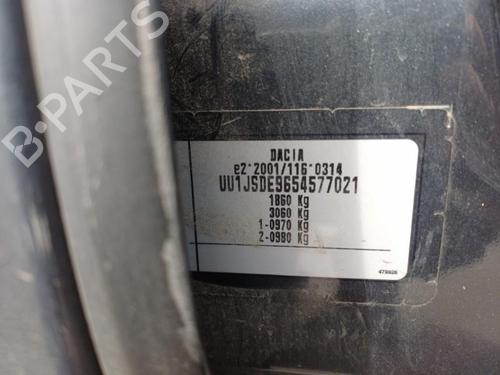 B-PARTS
DACIA
e2*2001/116*0314
UU1JSDE9654577021
1860 Kg
3060 Kg
1-0970 Kg
2-0980 Kg
479928